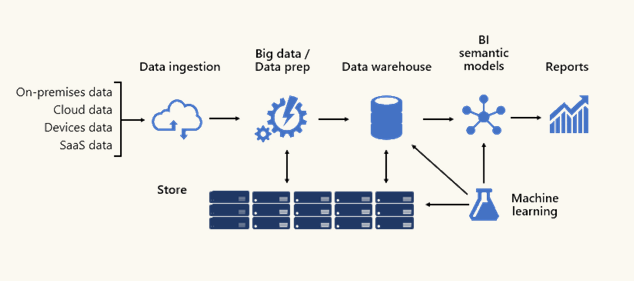 Data ingestion
Big data /
Data prep
Data warehouse
BI
semantic
models
Reports
On-premises data
Cloud data
Devices data
SaaS data
Store
Machine
learning